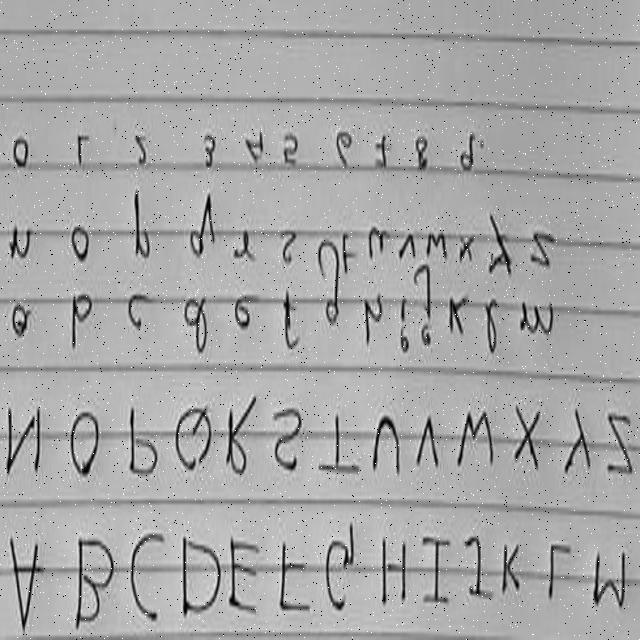 A B C D E F G H I J K L M
N O P Q R S T U V W X Y Z
a b c d e f g h i j k l m
n o p q r s t u v w x y z
0 1 2 3 4 5 6 7 8 9